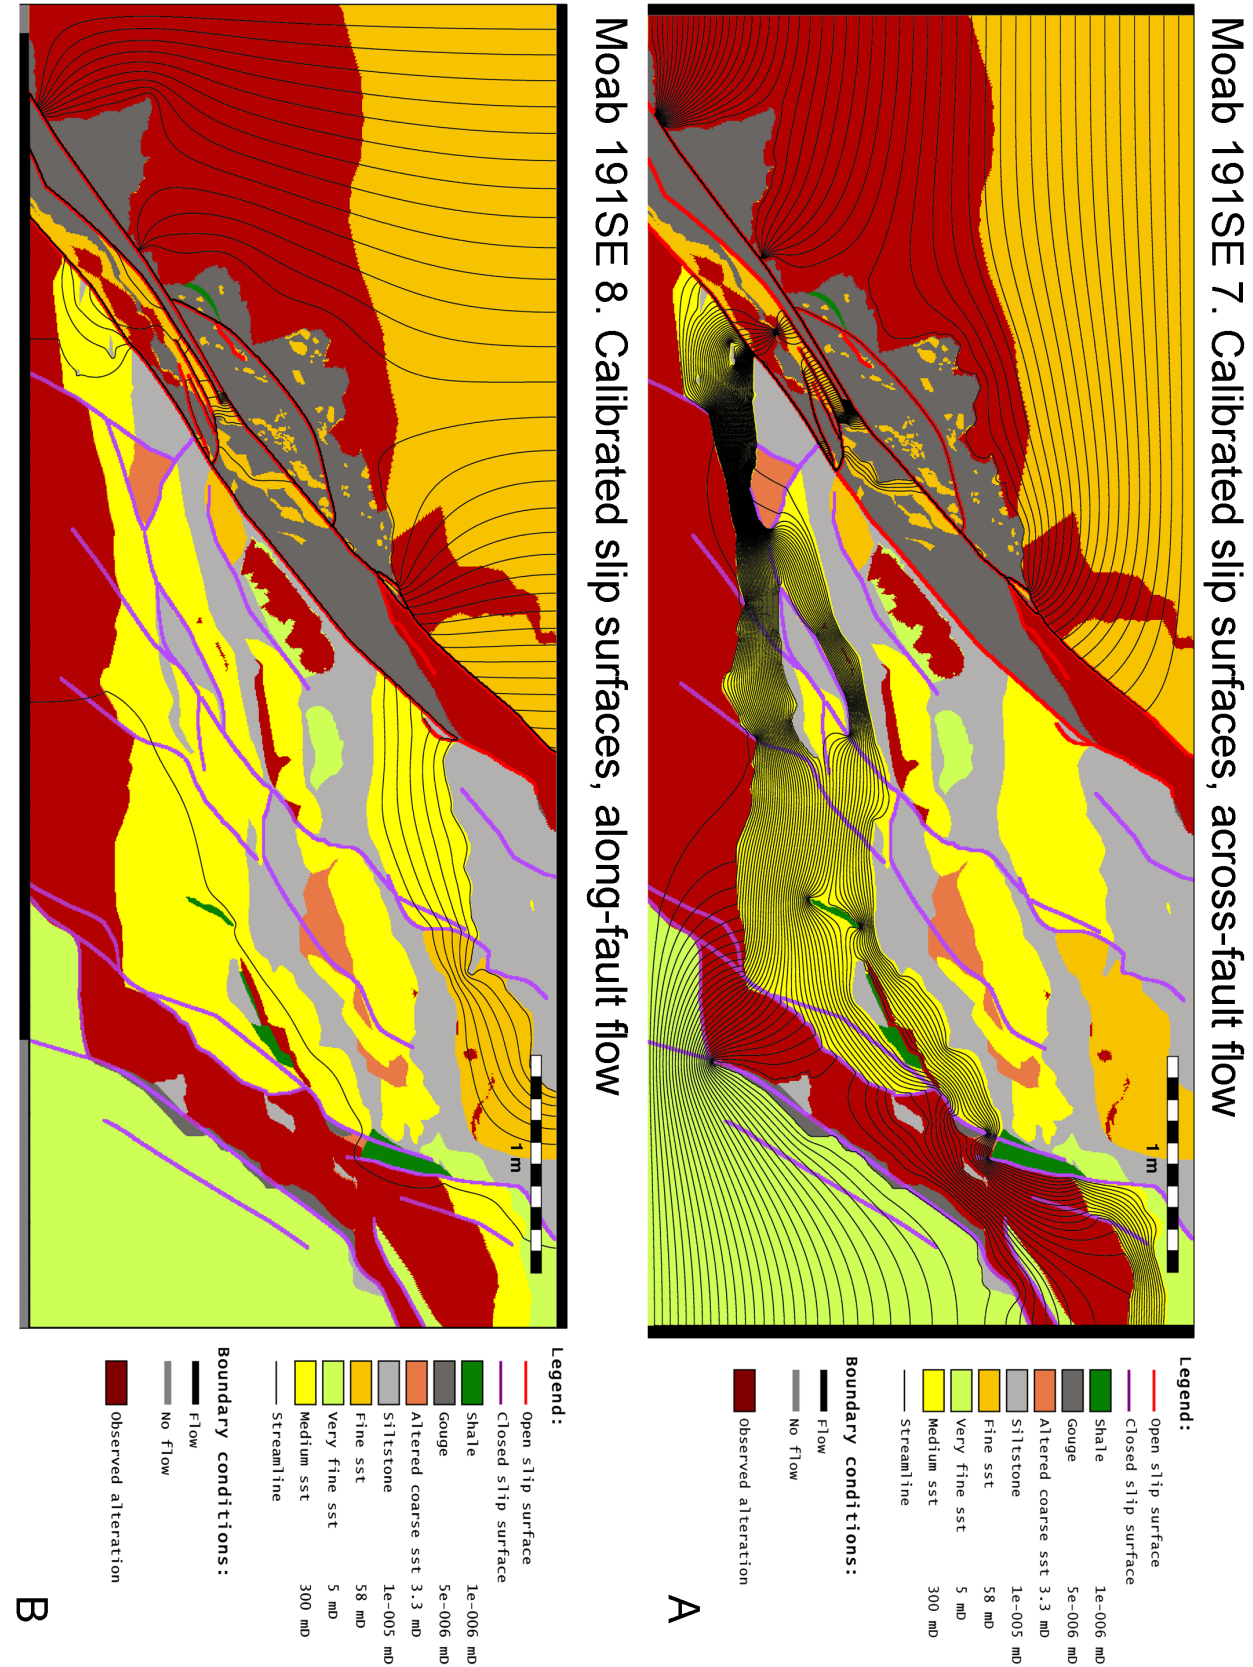 Moab 191SE 7. Calibrated slip surfaces, across-fault flow
1 m
Legend:
Open slip surface
Closed slip surface
Shale 1e-006 mD
Gouge 5e-006 mD
Altered coarse sst 3.3 mD
Siltstone 1e-005 mD
Fine sst 58 mD
Very fine sst 5 mD
Medium sst 300 mD
Streamline
Boundary conditions:
Flow
No flow
Observed alteration
A
Moab 191SE 8. Calibrated slip surfaces, along-fault flow
1 m
Legend:
Open slip surface
Closed slip surface
Shale 1e-006 mD
Gouge 5e-006 mD
Altered coarse sst 3.3 mD
Siltstone 1e-005 mD
Fine sst 58 mD
Very fine sst 5 mD
Medium sst 300 mD
Streamline
Boundary conditions:
Flow
No flow
Observed alteration
B